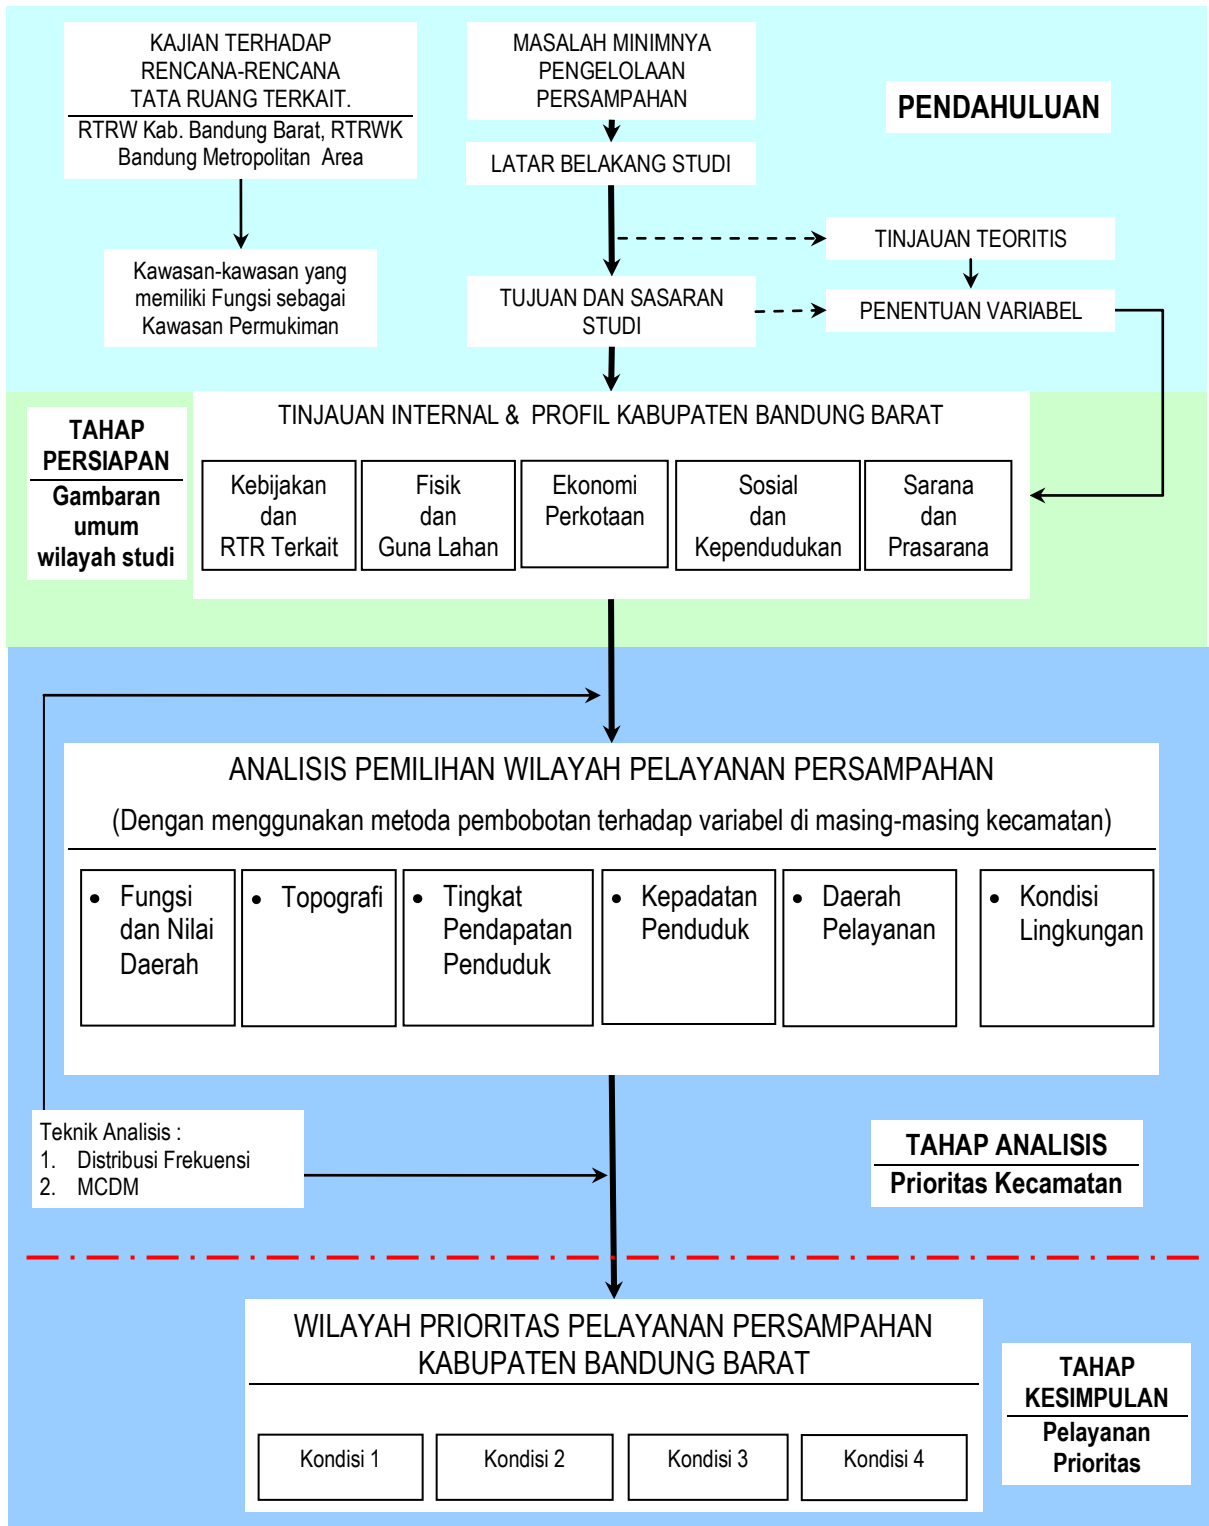 KAJIAN TERHADAP
RENCANA-RENCANA
TATA RUANG TERKAIT.
RTRW Kab. Bandung Barat, RTRWK
Bandung Metropolitan Area
MASALAH MINIMNYA
PENGELOLAAN
PERSAMPAHAN
PENDAHULUAN
LATAR BELAKANG STUDI
TINJAUAN TEORITIS
Kawasan-kawasan yang
memiliki Fungsi sebagai
Kawasan Permukiman
TUJUAN DAN SASARAN
STUDI
PENENTUAN VARIABEL
TAHAP
PERSIAPAN
Gambaran
umum
wilayah studi
TINJAUAN INTERNAL & PROFIL KABUPATEN BANDUNG BARAT
Kebijakan
dan
RTR Terkait
Fisik
dan
Guna Lahan
Ekonomi
Perkotaan
Sosial
dan
Kependudukan
Sarana
dan
Prasarana
ANALISIS PEMILIHAN WILAYAH PELAYANAN PERSAMPAHAN
(Dengan menggunakan metoda pembobotan terhadap variabel di masing-masing kecamatan)
• Fungsi
dan Nilai
Daerah
• Topografi
• Tingkat
Pendapatan
Penduduk
• Kepadatan
Penduduk
• Daerah
Pelayanan
• Kondisi
Lingkungan
Teknik Analisis :
1. Distribusi Frekuensi
2. MCDM
TAHAP ANALISIS
Prioritas Kecamatan
WILAYAH PRIORITAS PELAYANAN PERSAMPAHAN
KABUPATEN BANDUNG BARAT
Kondisi 1
Kondisi 2
Kondisi 3
Kondisi 4
TAHAP
KESIMPULAN
Pelayanan
Prioritas